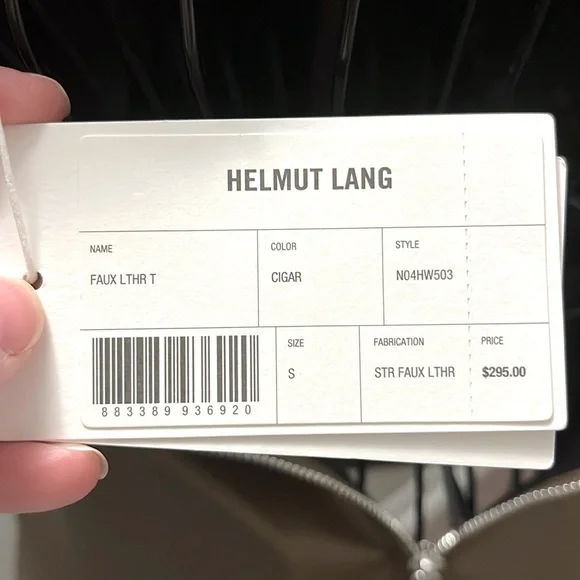 HELMUT LANG
NAME COLOR STYLE
FAUX LTHR T CIGAR N04HW503
SIZE FABRICATION PRICE
S STR FAUX LTHR $295.00
883389 936920